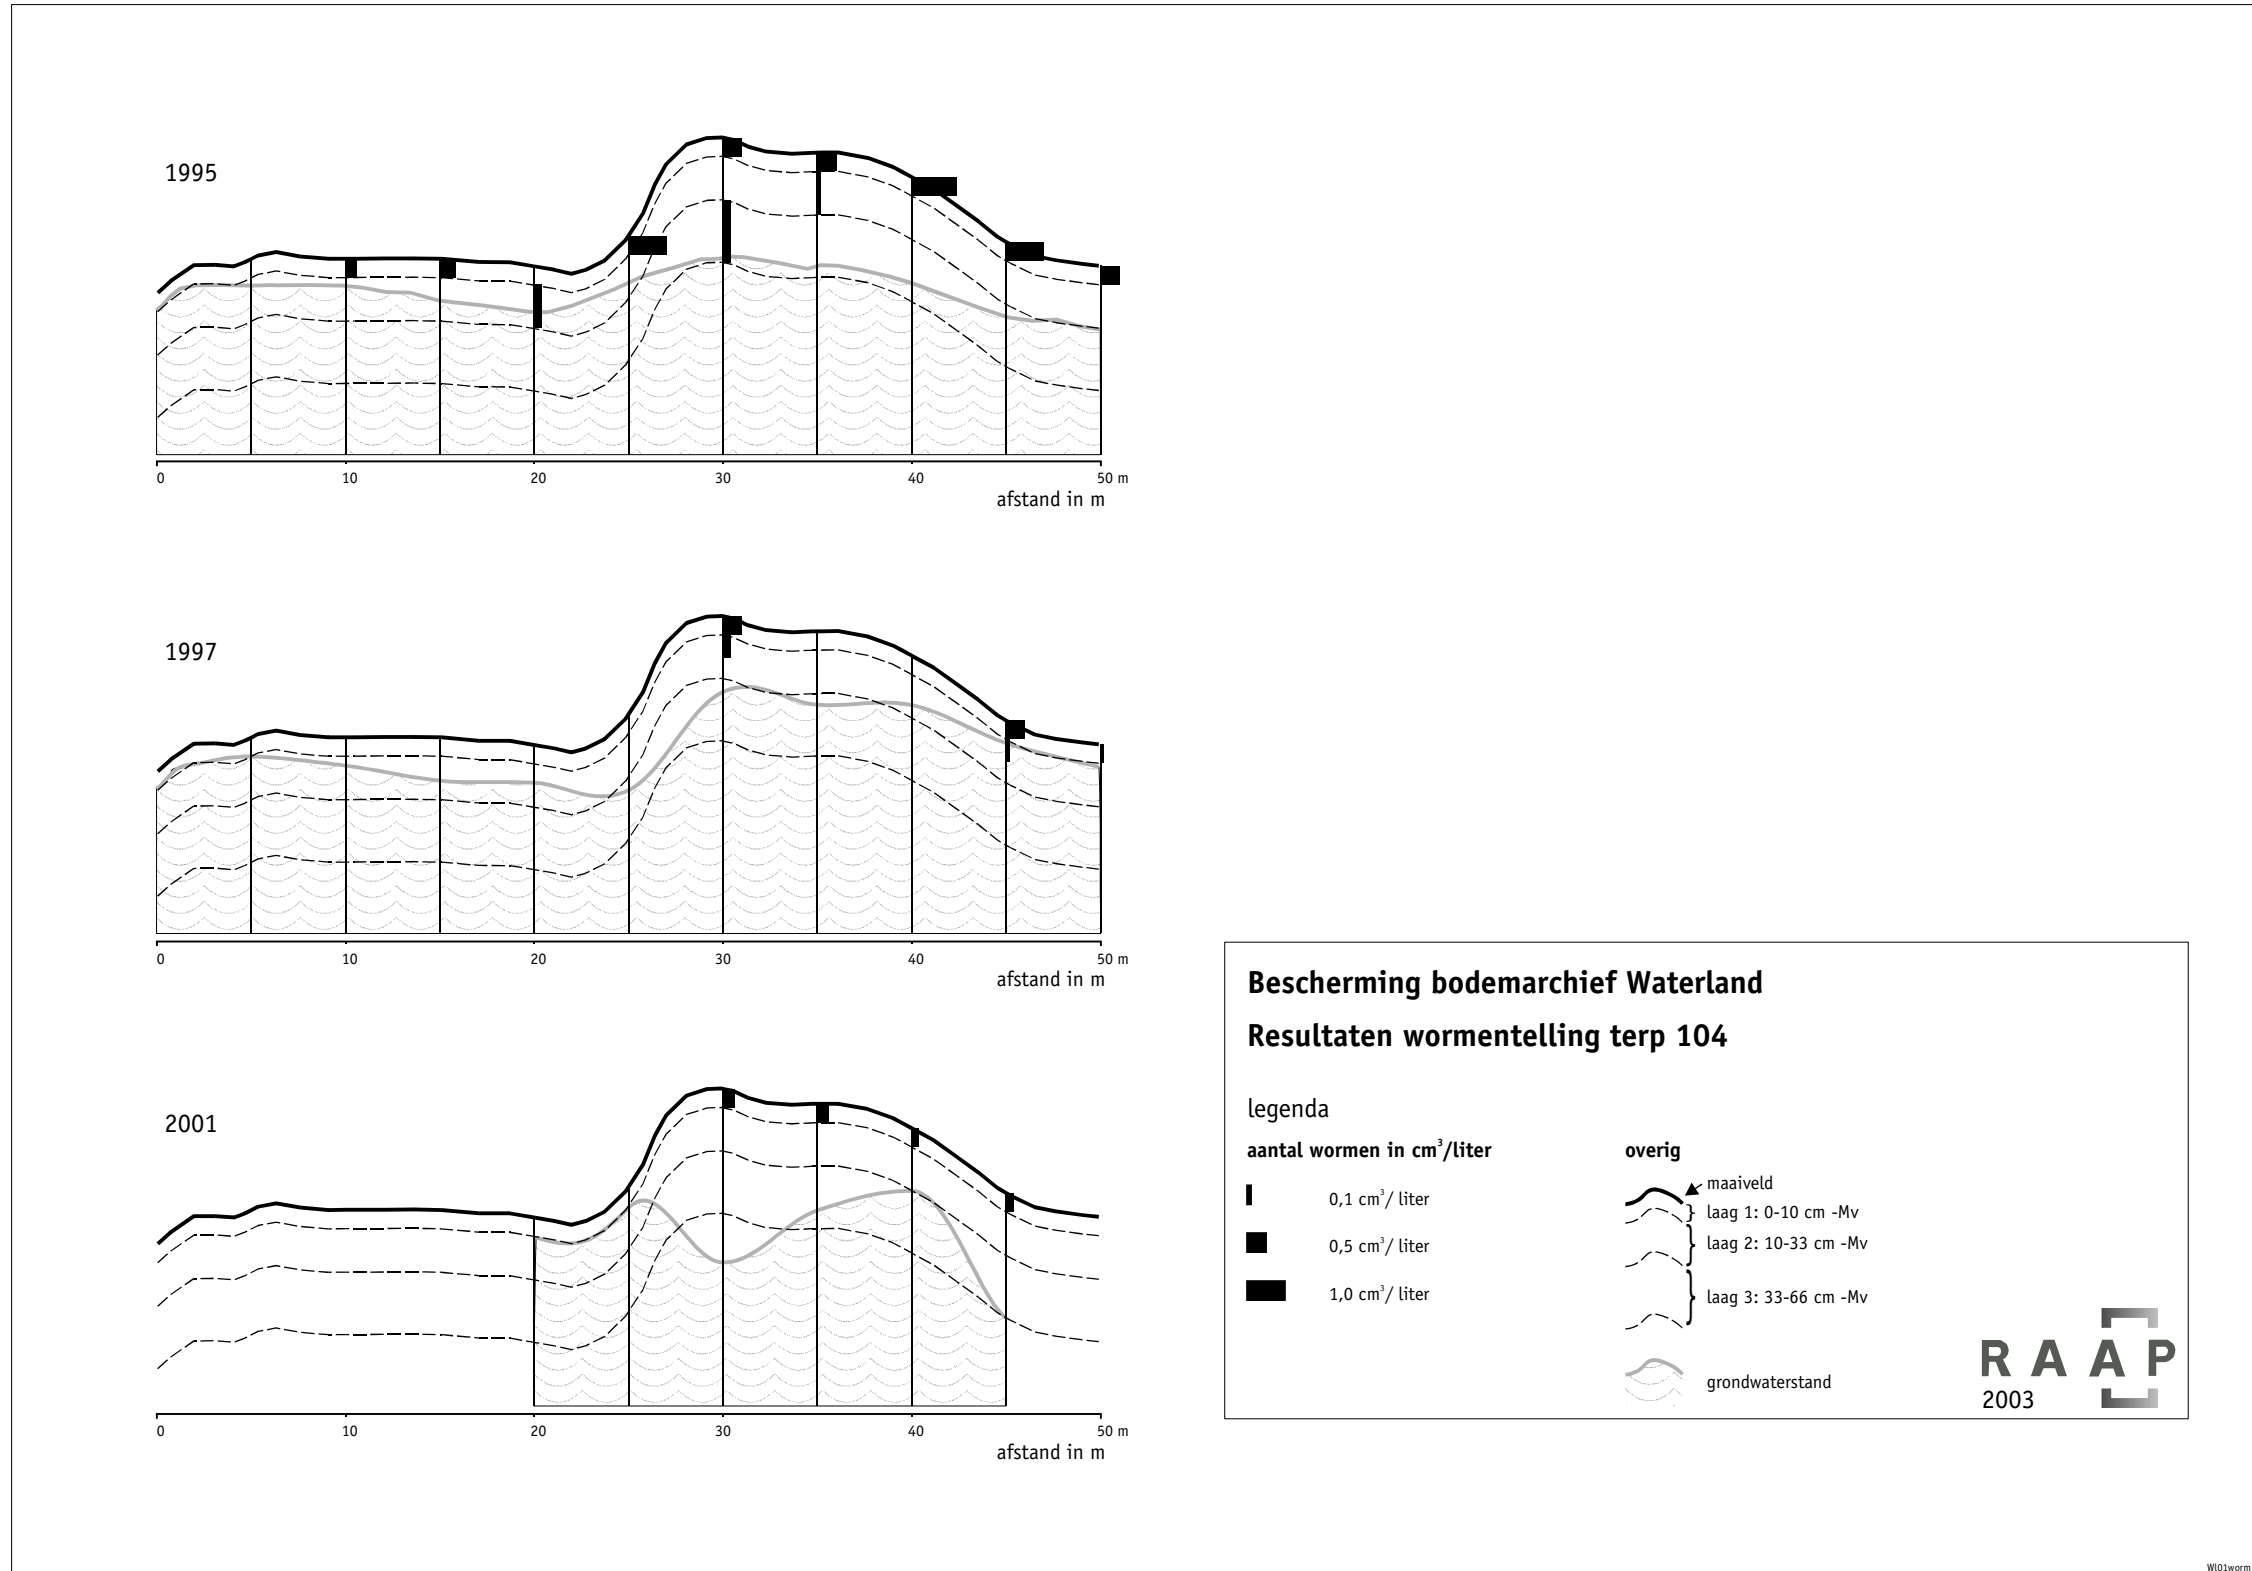 1995
0 10 20 30 40 50 m
afstand in m
1997
0 10 20 30 40 50 m
afstand in m
2001
0 10 20 30 40 50 m
afstand in m
Bescherming bodemarchief Waterland
Resultaten wormentelling terp 104
legenda
aantal wormen in cm³/liter
0,1 cm³/ liter
0,5 cm³/ liter
1,0 cm³/ liter
overig
maaiveld
laag 1: 0-10 cm -Mv
laag 2: 10-33 cm -Mv
laag 3: 33-66 cm -Mv
grondwaterstand
RAAP
2003
Wl01worm